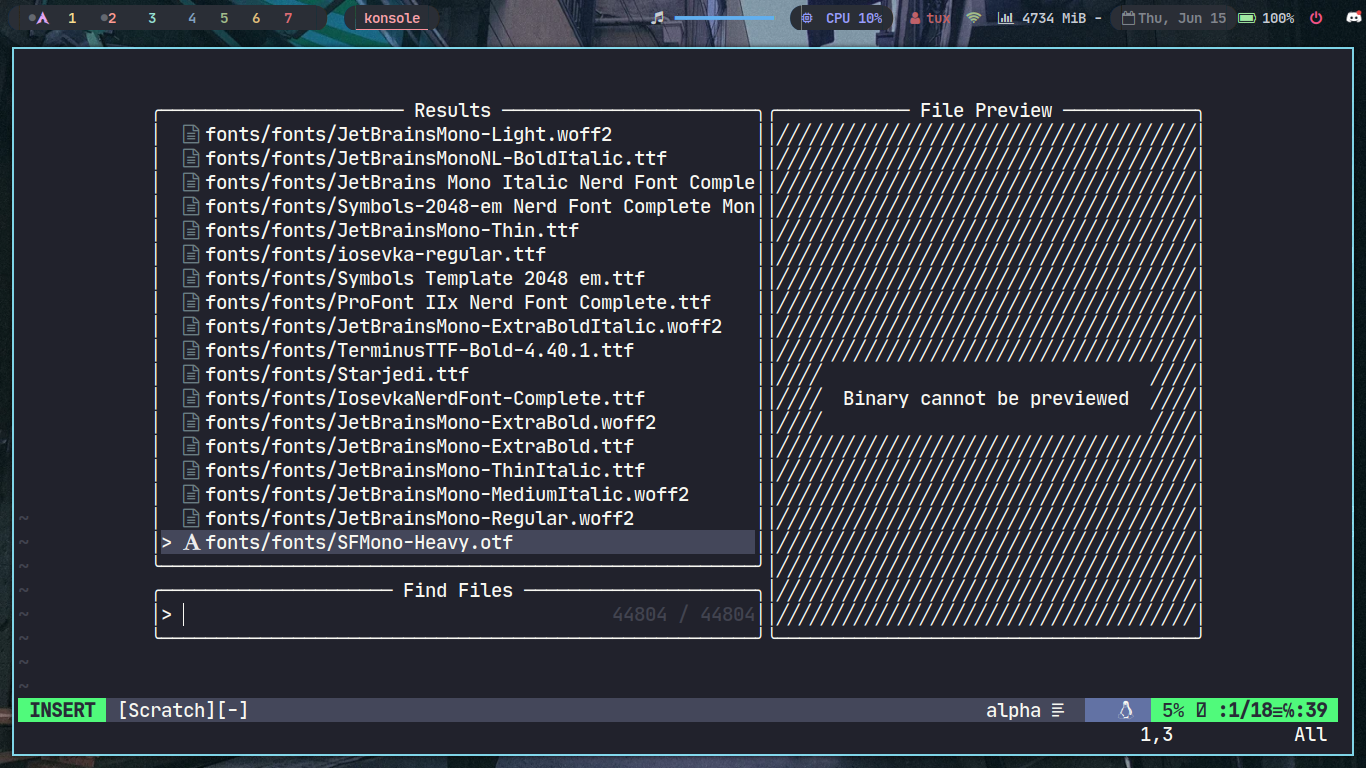 1 2 3 4 5 6 7 konsole CPU 10% tux 4734 MiB - Thu, Jun 15 100%
Results
fonts/fonts/JetBrainsMono-Light.woff2
fonts/fonts/JetBrainsMonoNL-BoldItalic.ttf
fonts/fonts/JetBrains Mono Italic Nerd Font Comple
fonts/fonts/Symbols-2048-em Nerd Font Complete Mon
fonts/fonts/JetBrainsMono-Thin.ttf
fonts/fonts/iosevka-regular.ttf
fonts/fonts/Symbols Template 2048 em.ttf
fonts/fonts/ProFont IIx Nerd Font Complete.ttf
fonts/fonts/JetBrainsMono-ExtraBoldItalic.woff2
fonts/fonts/TerminusTTF-Bold-4.40.1.ttf
fonts/fonts/Starjedi.ttf
fonts/fonts/IosevkaNerdFont-Complete.ttf
fonts/fonts/JetBrainsMono-ExtraBold.woff2
fonts/fonts/JetBrainsMono-ExtraBold.ttf
fonts/fonts/JetBrainsMono-ThinItalic.ttf
fonts/fonts/JetBrainsMono-MediumItalic.woff2
fonts/fonts/JetBrainsMono-Regular.woff2
> A fonts/fonts/SFMono-Heavy.otf
Find Files
> 44804 / 44804
File Preview
Binary cannot be previewed
INSERT [Scratch][-] alpha 5% :1/18≡℅:39
1,3 All